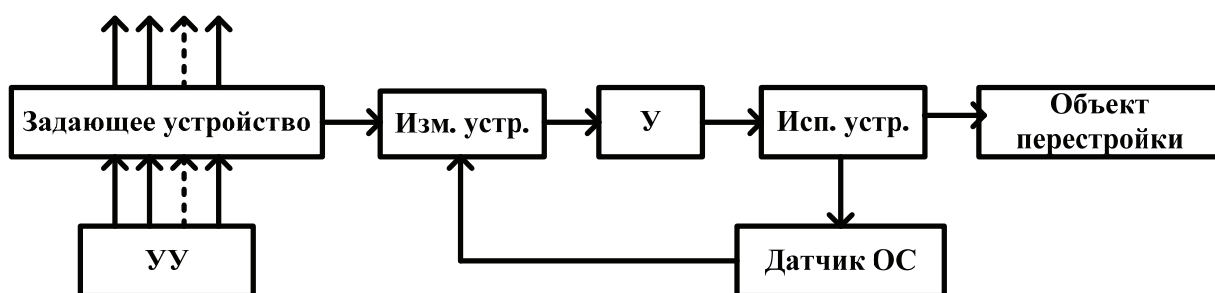 Задающее устройство
Изм. устр.
У
Исп. устр.
Объект
перестройки
УУ
Датчик ОС